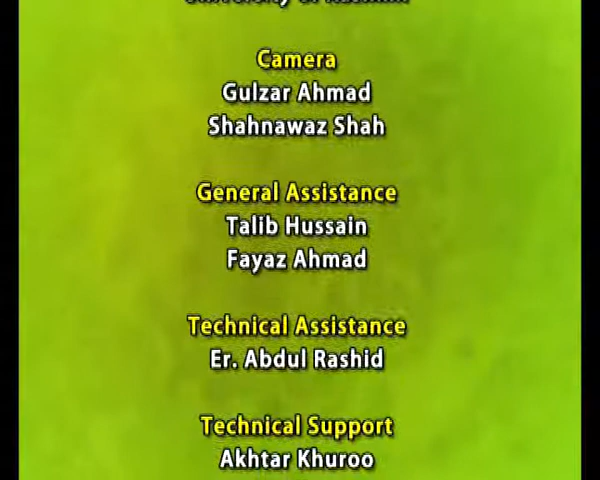 Camera
Gulzar Ahmad
Shahnawaz Shah
General Assistance
Talib Hussain
Fayaz Ahmad
Technical Assistance
Er. Abdul Rashid
Technical Support
Akhtar Khuroo